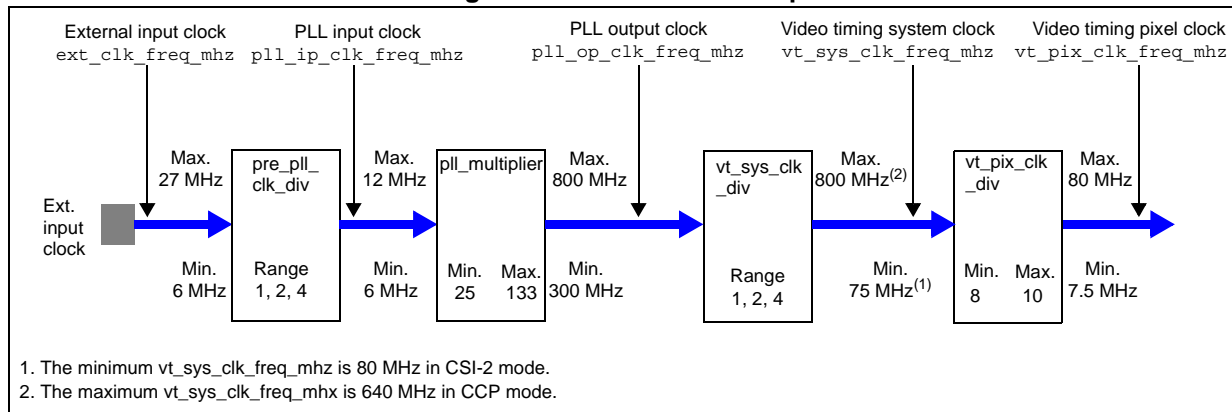 External input clock
ext_clk_freq_mhz
PLL input clock
pll_ip_clk_freq_mhz
PLL output clock
pll_op_clk_freq_mhz
Video timing system clock
vt_sys_clk_freq_mhz
Video timing pixel clock
vt_pix_clk_freq_mhz
Ext.
input
clock
Max.
27 MHz
Min.
6 MHz
pre_pll_
clk_div
Range
1, 2, 4
Max.
12 MHz
Min.
6 MHz
pll_multiplier
Min. Max.
25 133
Max.
800 MHz
Min.
300 MHz
vt_sys_clk
_div
Range
1, 2, 4
Max.
800 MHz(2)
Min.
75 MHz(1)
vt_pix_clk
_div
Min. Max.
8 10
Max.
80 MHz
Min.
7.5 MHz
1. The minimum vt_sys_clk_freq_mhz is 80 MHz in CSI-2 mode.
2. The maximum vt_sys_clk_freq_mhx is 640 MHz in CCP mode.